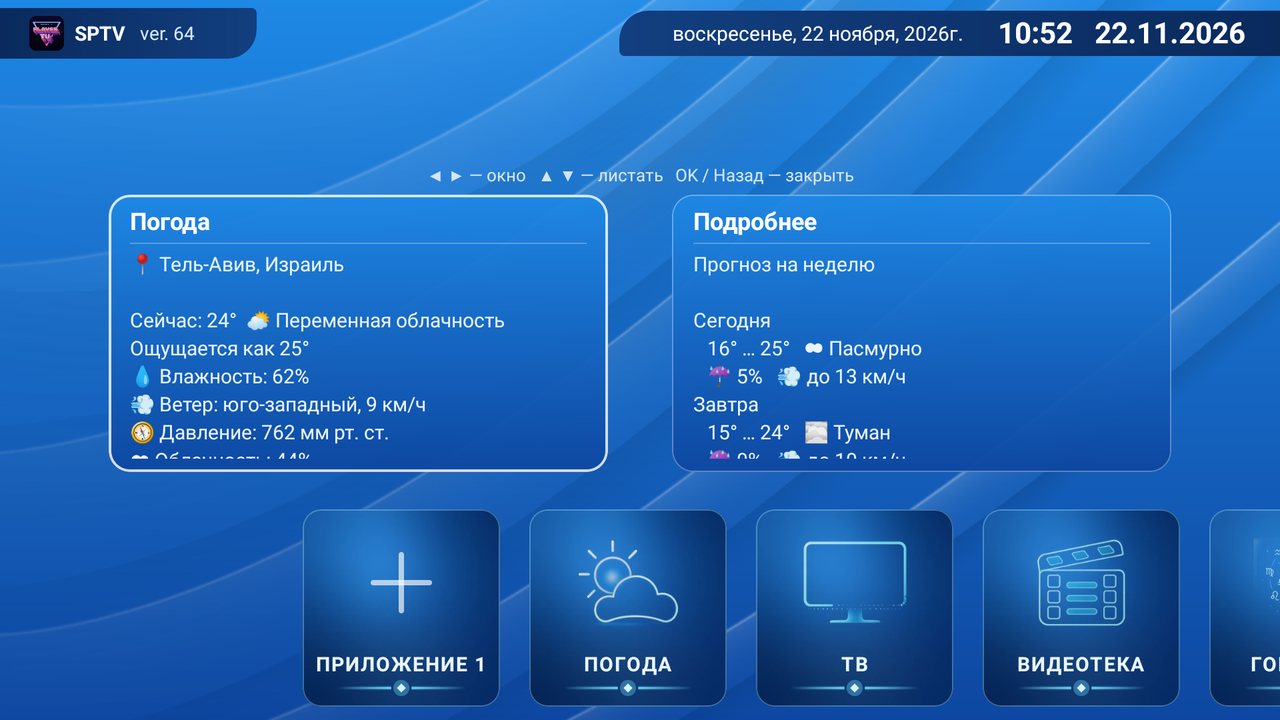 SPTV ver. 64
воскресенье, 22 ноября, 2026г. 10:52 22.11.2026
◄ ► — окно ▲ ▼ — листать OK / Назад — закрыть
Погода
📍 Тель-Авив, Израиль
Сейчас: 24° 🌤️ Переменная облачность
Ощущается как 25°
💧 Влажность: 62%
💨 Ветер: юго-западный, 9 км/ч
🧭 Давление: 762 мм рт. ст.
Облачность: 44%
Подробнее
Прогноз на неделю
Сегодня
16° ... 25° ☁ Пасмурно
☔ 5% 💨 до 13 км/ч
Завтра
15° ... 24° 🌫️ Туман
ПРИЛОЖЕНИЕ 1
ПОГОДА
ТВ
ВИДЕОТЕКА